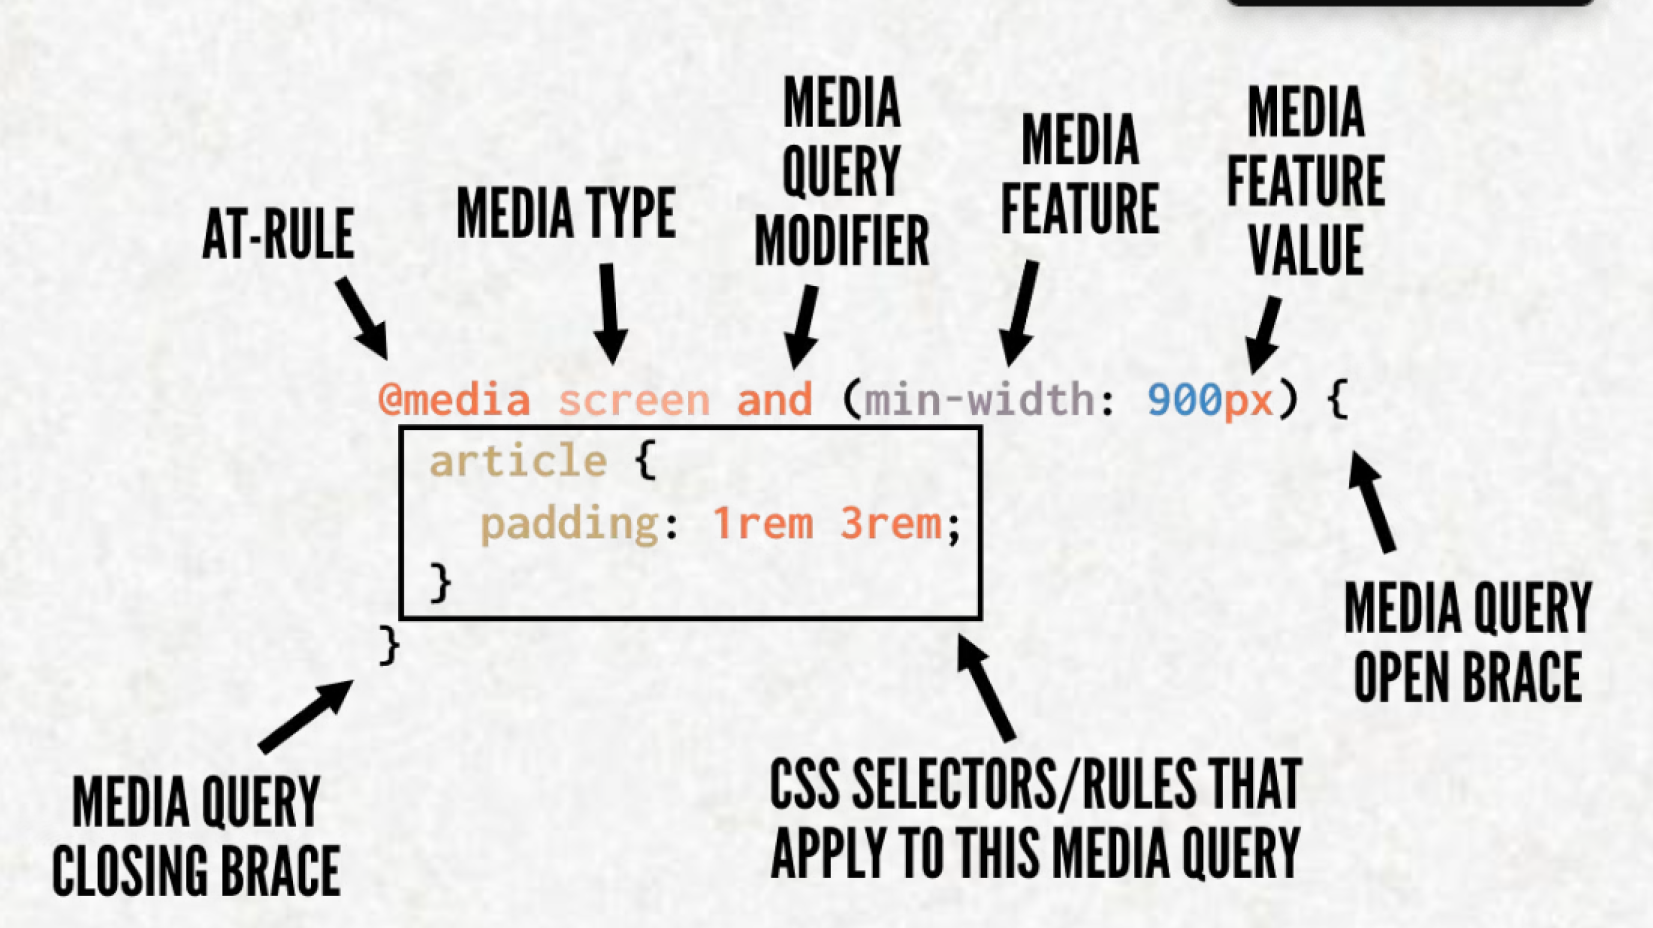 MEDIA
QUERY
MODIFIER
MEDIA
FEATURE
MEDIA
FEATURE
VALUE
AT-RULE
MEDIA TYPE
@media screen and (min-width: 900px) {
article {
padding: 1rem 3rem;
}
}
MEDIA QUERY
OPEN BRACE
CSS SELECTORS/RULES THAT
APPLY TO THIS MEDIA QUERY
MEDIA QUERY
CLOSING BRACE